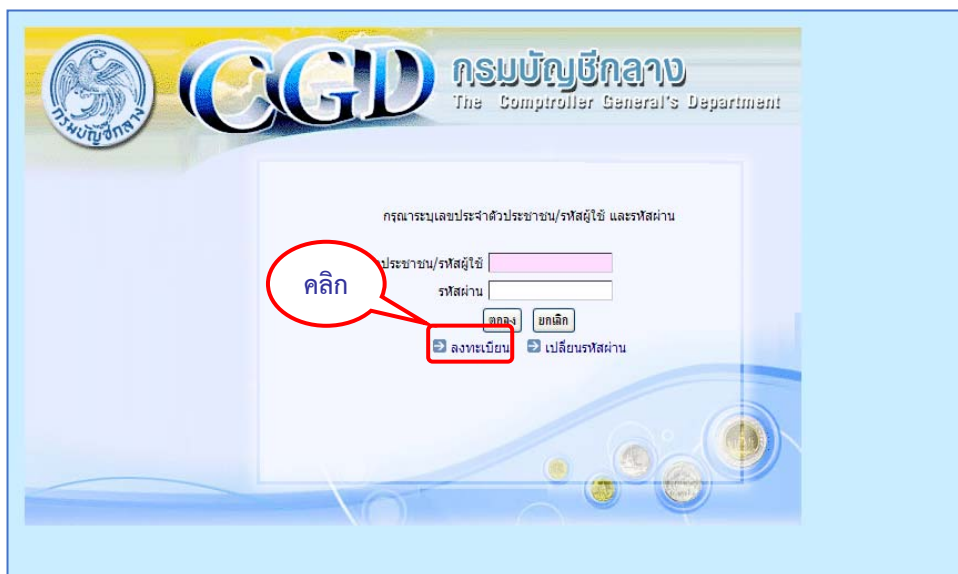 กรมบัญชีกลาง
CGD
กรมบัญชีกลาง
The Comptroller General's Department
กรุณาระบุเลขประจำตัวประชาชน/รหัสผู้ใช้ และรหัสผ่าน
ประชาชน/รหัสผู้ใช้
คลิก
รหัสผ่าน
ตกลง ยกเลิก
ลงทะเบียน เปลี่ยนรหัสผ่าน